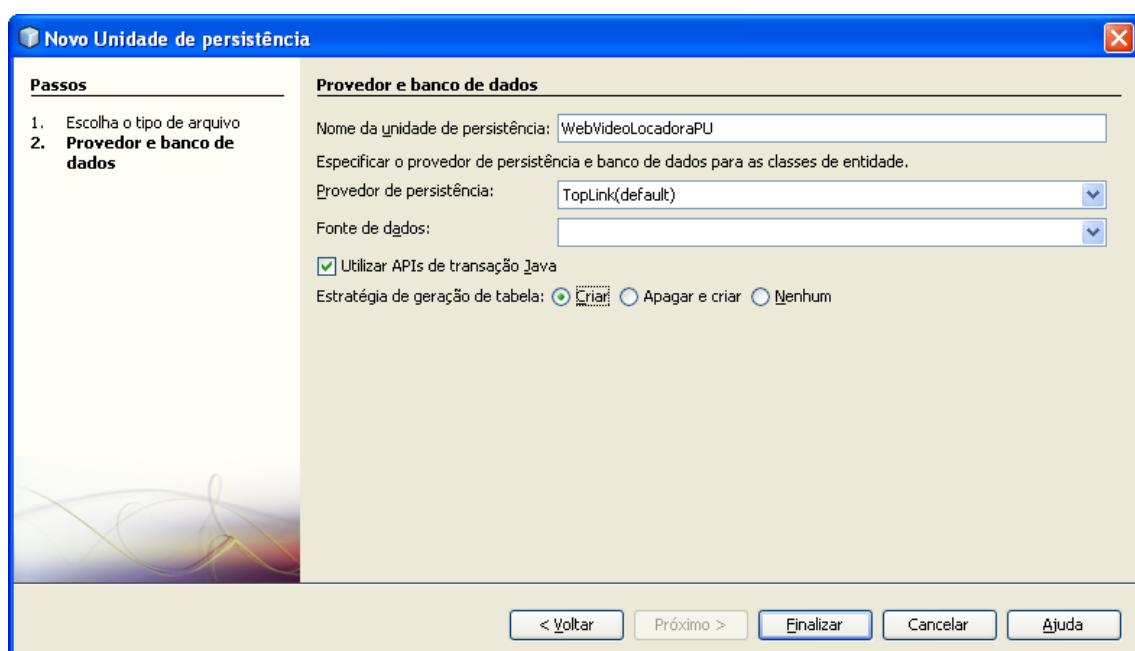 Novo Unidade de persistência
Passos
1. Escolha o tipo de arquivo
2. Provedor e banco de
dados
Provedor e banco de dados
Nome da unidade de persistência: WebVideoLocadoraPU
Especificar o provedor de persistência e banco de dados para as classes de entidade.
Provedor de persistência: TopLink(default)
Fonte de dados:
Utilizar APIs de transação Java
Estratégia de geração de tabela: Criar Apagar e criar Nenhum
< Voltar Próximo > Finalizar Cancelar Ajuda